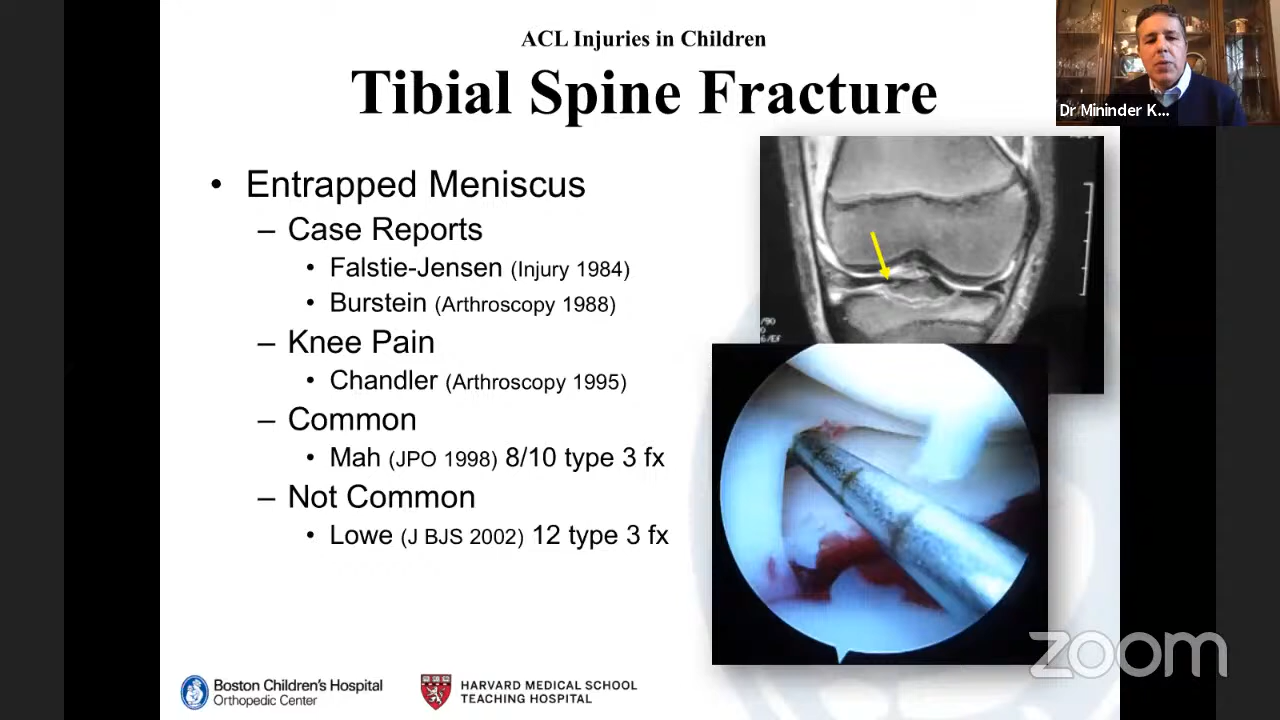 ACL Injuries in Children
Tibial Spine Fracture
Dr Mininder K...
• Entrapped Meniscus
– Case Reports
• Falstie-Jensen (Injury 1984)
• Burstein (Arthroscopy 1988)
– Knee Pain
• Chandler (Arthroscopy 1995)
– Common
• Mah (JPO 1998) 8/10 type 3 fx
– Not Common
• Lowe (J BJS 2002) 12 type 3 fx
Boston Children's Hospital
Orthopedic Center
HARVARD MEDICAL SCHOOL
TEACHING HOSPITAL
zoom